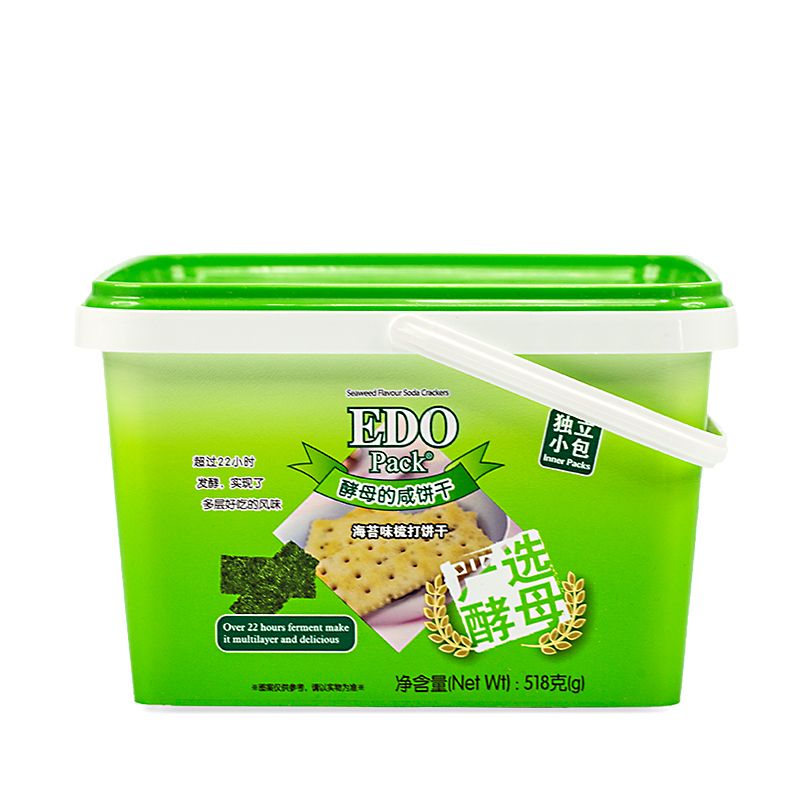 Seaweed Flavour Soda Crackers
EDO
Pack®
酵母的咸饼干
海苔味梳打饼干
独立
小包
Inner Packs
超过22小时
发酵，实现了
多层好吃的风味
严选
酵母
Over 22 hours ferment make
it multilayer and delicious
※图案仅供参考，请以实物为准※
净含量(Net Wt)：518克(g)